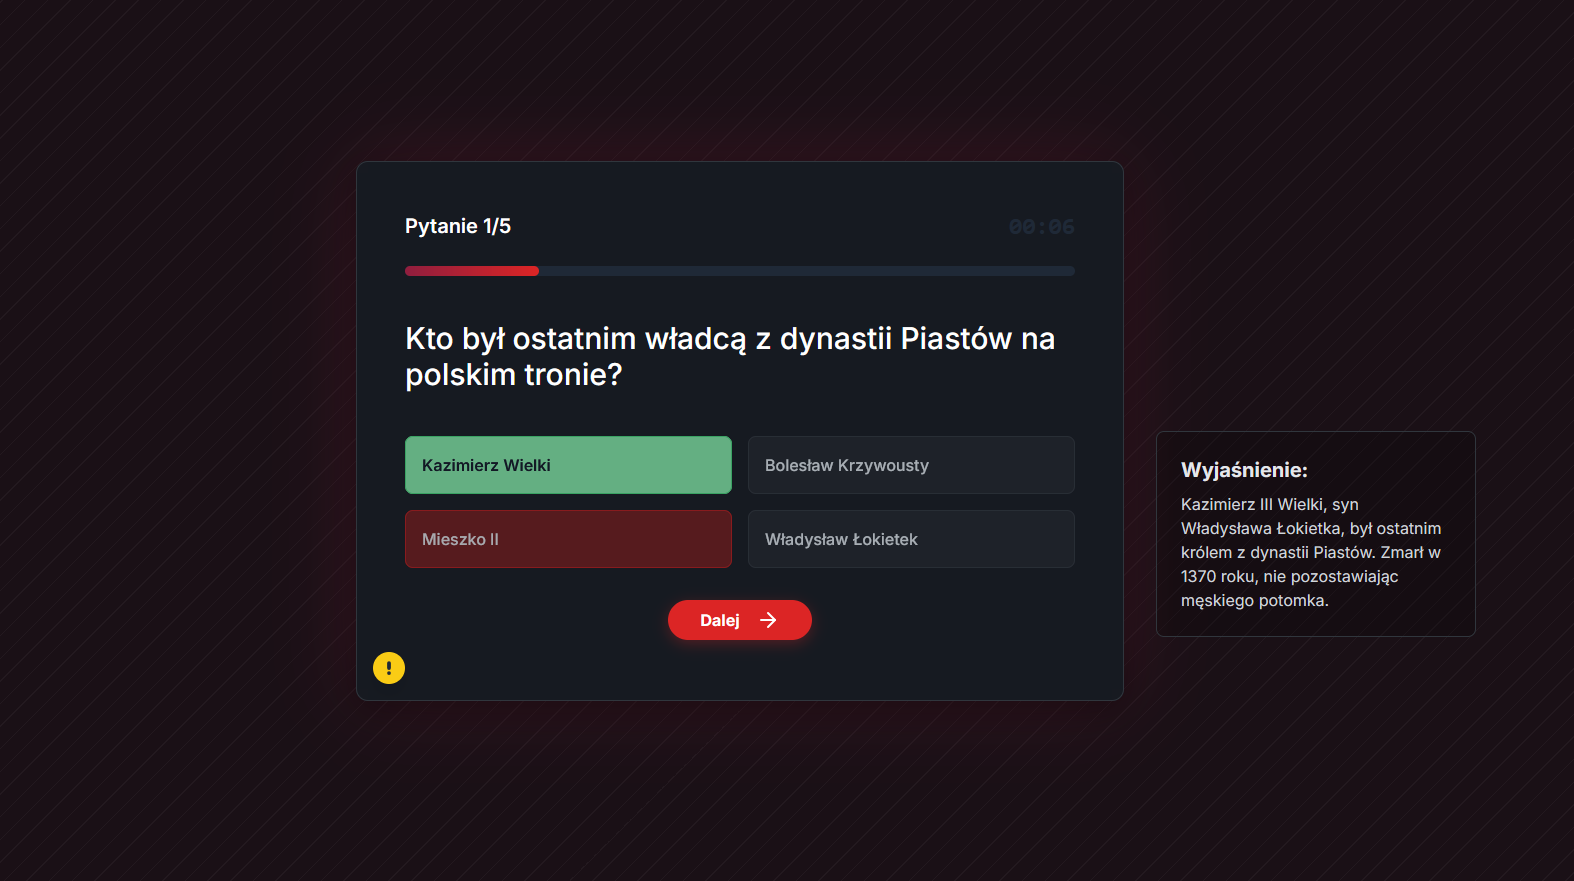 Pytanie 1/5
00:06
Kto był ostatnim władcą z dynastii Piastów na
polskim tronie?
Kazimierz Wielki
Bolesław Krzywousty
Mieszko II
Władysław Łokietek
Dalej
Wyjaśnienie:
Kazimierz III Wielki, syn
Władysława Łokietka, był ostatnim
królem z dynastii Piastów. Zmarł w
1370 roku, nie pozostawiając
męskiego potomka.